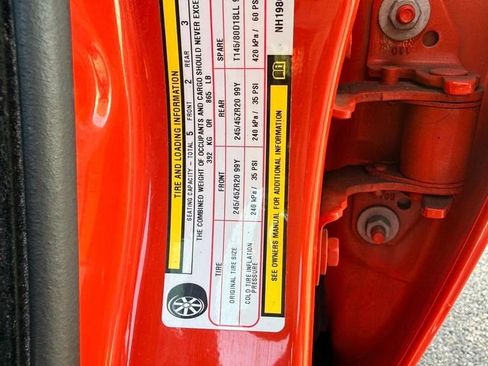 TIRE AND LOADING INFORMATION
SEATING CAPACITY - TOTAL 5 FRONT 2 REAR 3
THE COMBINED WEIGHT OF OCCUPANTS AND CARGO SHOULD NEVER EXCE
392 KG OR 865 LB
TIRE FRONT REAR SPARE
ORIGINAL TIRE SIZE 245/45ZR20 99Y 245/45ZR20 99Y T145/80D18LL
COLD TIRE INFLATION PRESSURE 240 kPa / 35 PSI 240 kPa / 35 PSI 420 kPa / 60 PS
SEE OWNERS MANUAL FOR ADDITIONAL INFORMATION